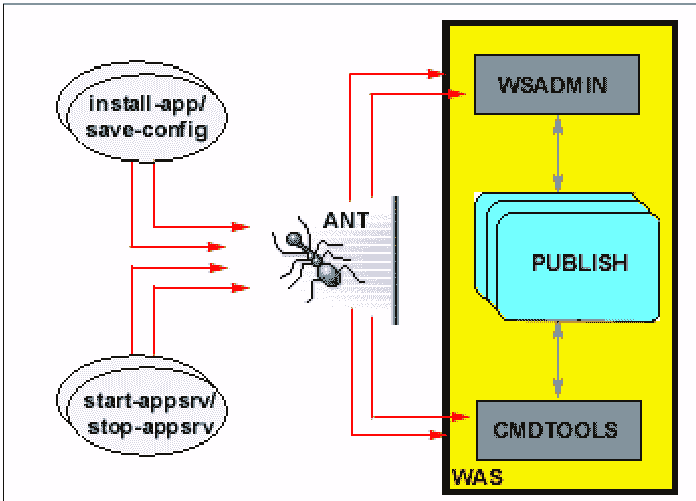 install-app/
save-config
WSADMIN
ANT
PUBLISH
start-appsrv/
stop-appsrv
CMDTOOLS
WAS